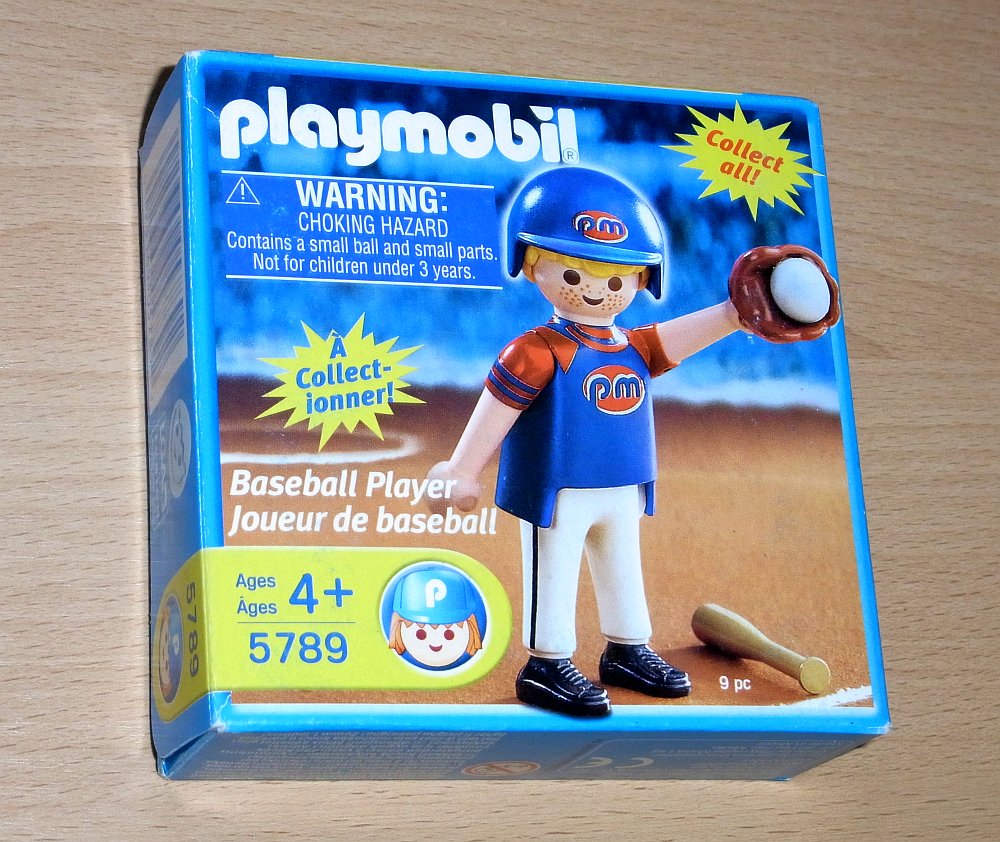 playmobil®
WARNING:
CHOKING HAZARD
Contains a small ball and small parts.
Not for children under 3 years.
Collect
all!
pm
pm
À
Collect-
ionner!
Baseball Player
Joueur de baseball
Ages
Âges
4+
5789
P
9 pc
5789
CE